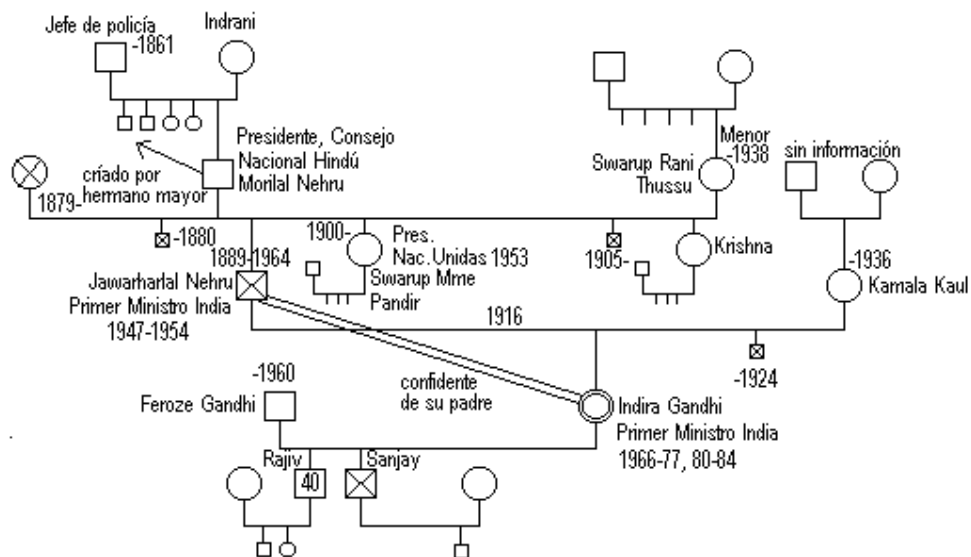 Jefe de policía
-1861
Indrani
Presidente, Consejo
Nacional Hindú
Morilal Nehru
críado por
hermano mayor
1879-
Menor
-1938
Swarup Rani
Thussu
sin información
-1880
1889-1964
Jawarharlal Nehru
Primer Ministro India
1947-1954
1900-
Pres.
Nac.Unidas 1953
Swarup Mme
Pandir
1905-
Krishna
-1936
Kamala Kaul
1916
-1924
confidente
de su padre
-1960
Feroze Gandhi
Indira Gandhi
Primer Ministro India
1966-77, 80-84
Rajiv
40
Sanjay